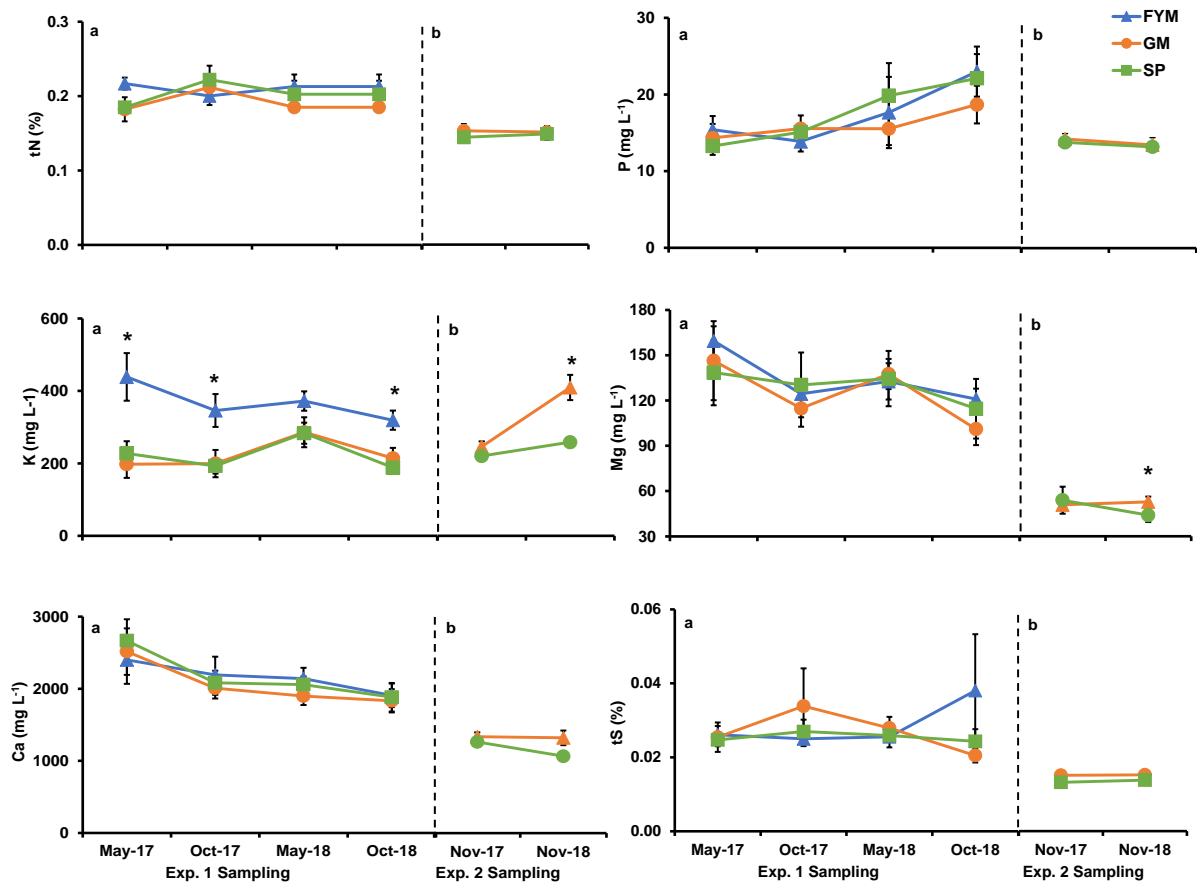 0.3
a
b
0.2
0.1
0.0
tN (%)
30
a
b
FYM
GM
SP
20
10
0
P (mg L-1)
600
a
b
*
*
*
*
400
200
0
K (mg L-1)
180
a
b
150
120
90
60
30
*
Mg (mg L-1)
3000
a
b
2000
1000
0
Ca (mg L-1)
May-17 Oct-17 May-18 Oct-18 Nov-17 Nov-18
Exp. 1 Sampling Exp. 2 Sampling
0.06
a
b
0.04
0.02
0.00
tS (%)
May-17 Oct-17 May-18 Oct-18 Nov-17 Nov-18
Exp. 1 Sampling Exp. 2 Sampling